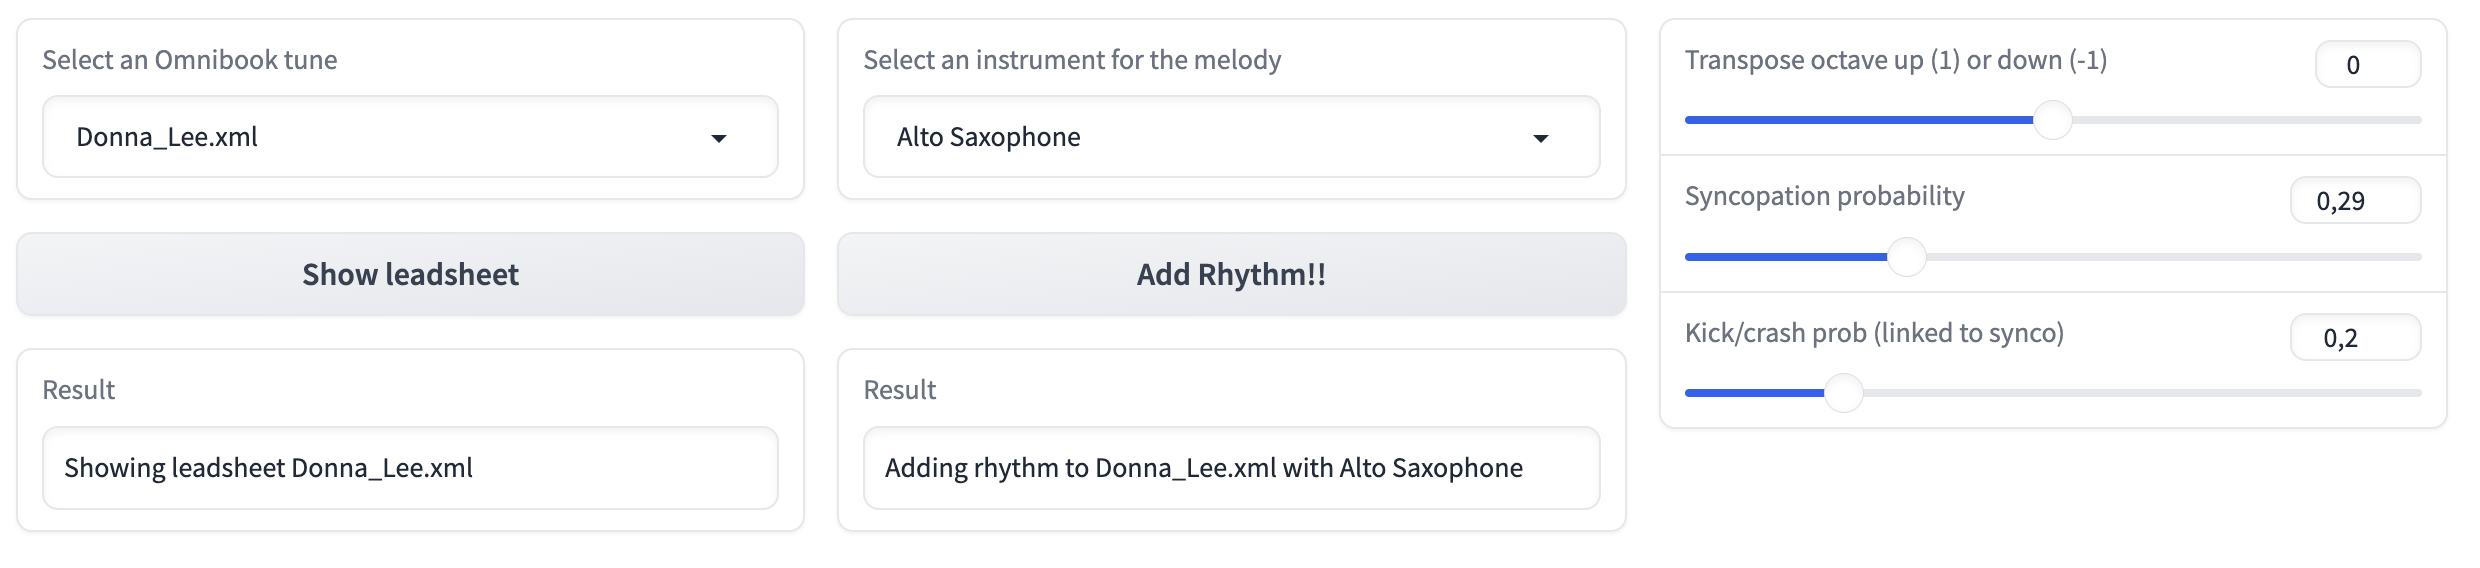 Select an Omnibook tune
Donna_Lee.xml
Show leadsheet
Result
Showing leadsheet Donna_Lee.xml
Select an instrument for the melody
Alto Saxophone
Add Rhythm!!
Result
Adding rhythm to Donna_Lee.xml with Alto Saxophone
Transpose octave up (1) or down (-1)
0
Syncopation probability
0,29
Kick/crash prob (linked to synco)
0,2